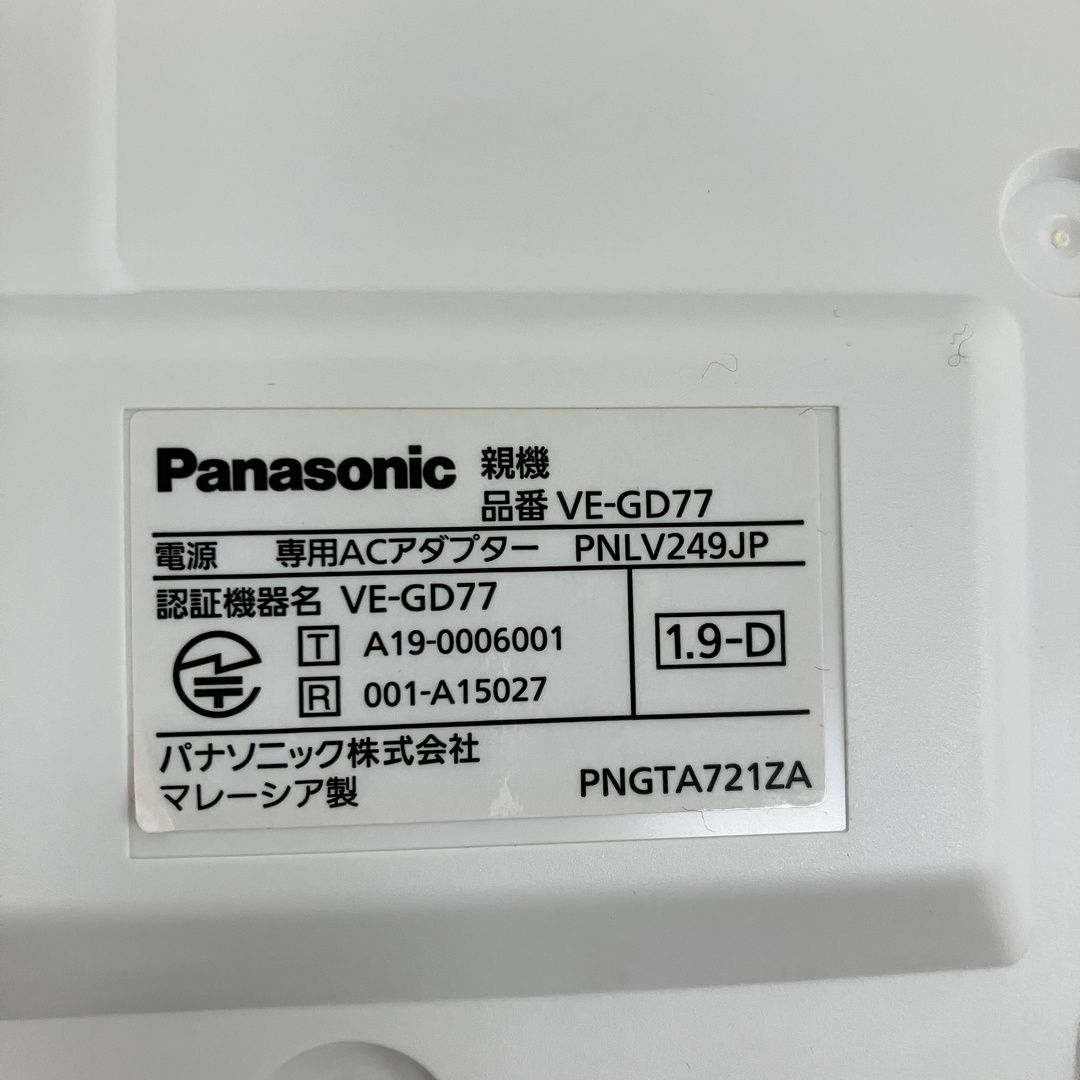 Panasonic 親機
品番 VE-GD77
電源 専用ACアダプター PNLV249JP
認証機器名 VE-GD77
T A19-0006001
R 001-A15027
1.9-D
パナソニック株式会社
マレーシア製
PNGTA721ZA